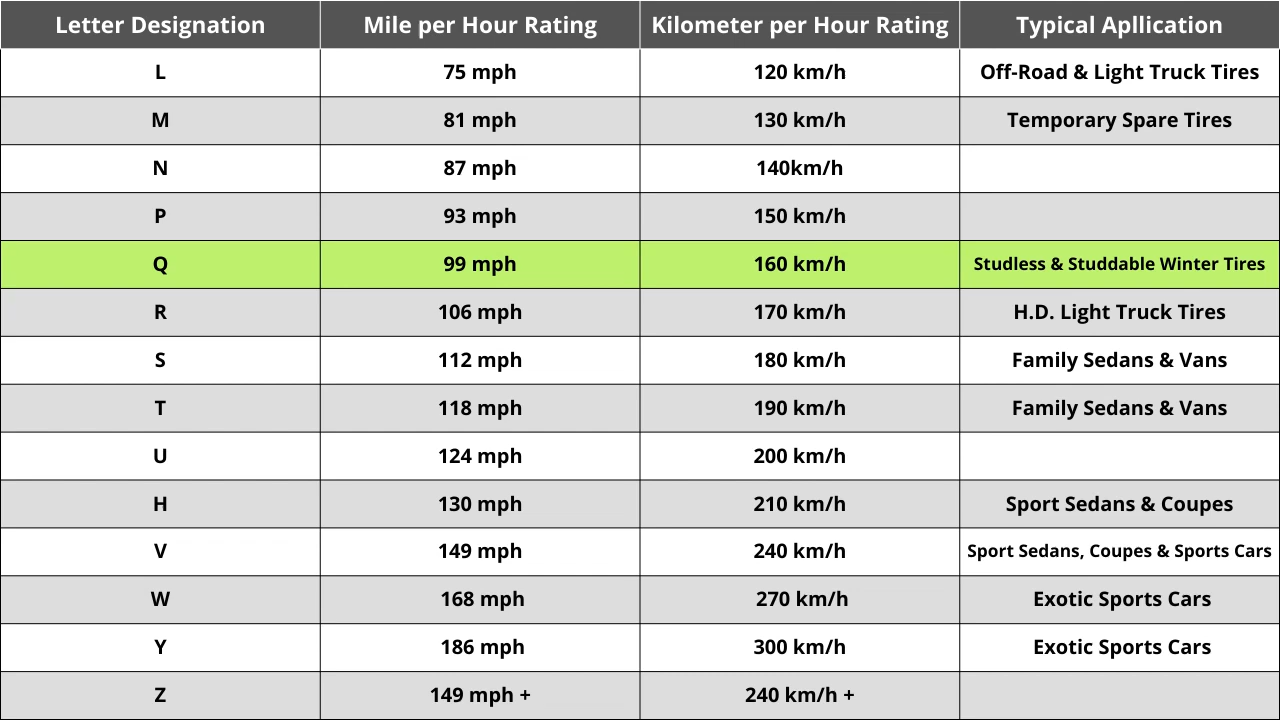 Letter Designation Mile per Hour Rating Kilometer per Hour Rating Typical Apllication
L 75 mph 120 km/h Off-Road & Light Truck Tires
M 81 mph 130 km/h Temporary Spare Tires
N 87 mph 140km/h
P 93 mph 150 km/h
Q 99 mph 160 km/h Studless & Studdable Winter Tires
R 106 mph 170 km/h H.D. Light Truck Tires
S 112 mph 180 km/h Family Sedans & Vans
T 118 mph 190 km/h Family Sedans & Vans
U 124 mph 200 km/h
H 130 mph 210 km/h Sport Sedans & Coupes
V 149 mph 240 km/h Sport Sedans, Coupes & Sports Cars
W 168 mph 270 km/h Exotic Sports Cars
Y 186 mph 300 km/h Exotic Sports Cars
Z 149 mph + 240 km/h +